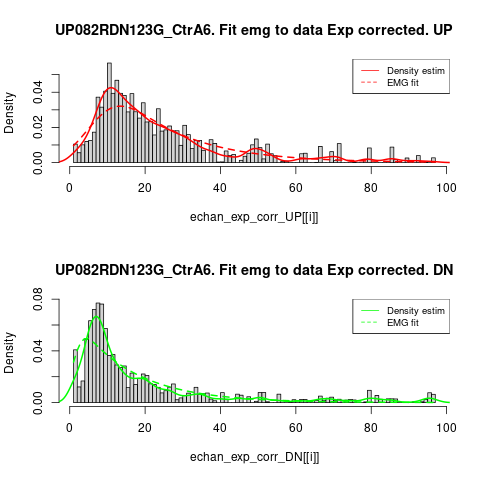 UP082RDN123G_CtrA6. Fit emg to data Exp corrected. UP
Density
0.00 0.02 0.04
Density estim
EMG fit
0 20 40 60 80 100
echan_exp_corr_UP[[i]]
UP082RDN123G_CtrA6. Fit emg to data Exp corrected. DN
Density
0.00 0.04 0.08
Density estim
EMG fit
0 20 40 60 80 100
echan_exp_corr_DN[[i]]